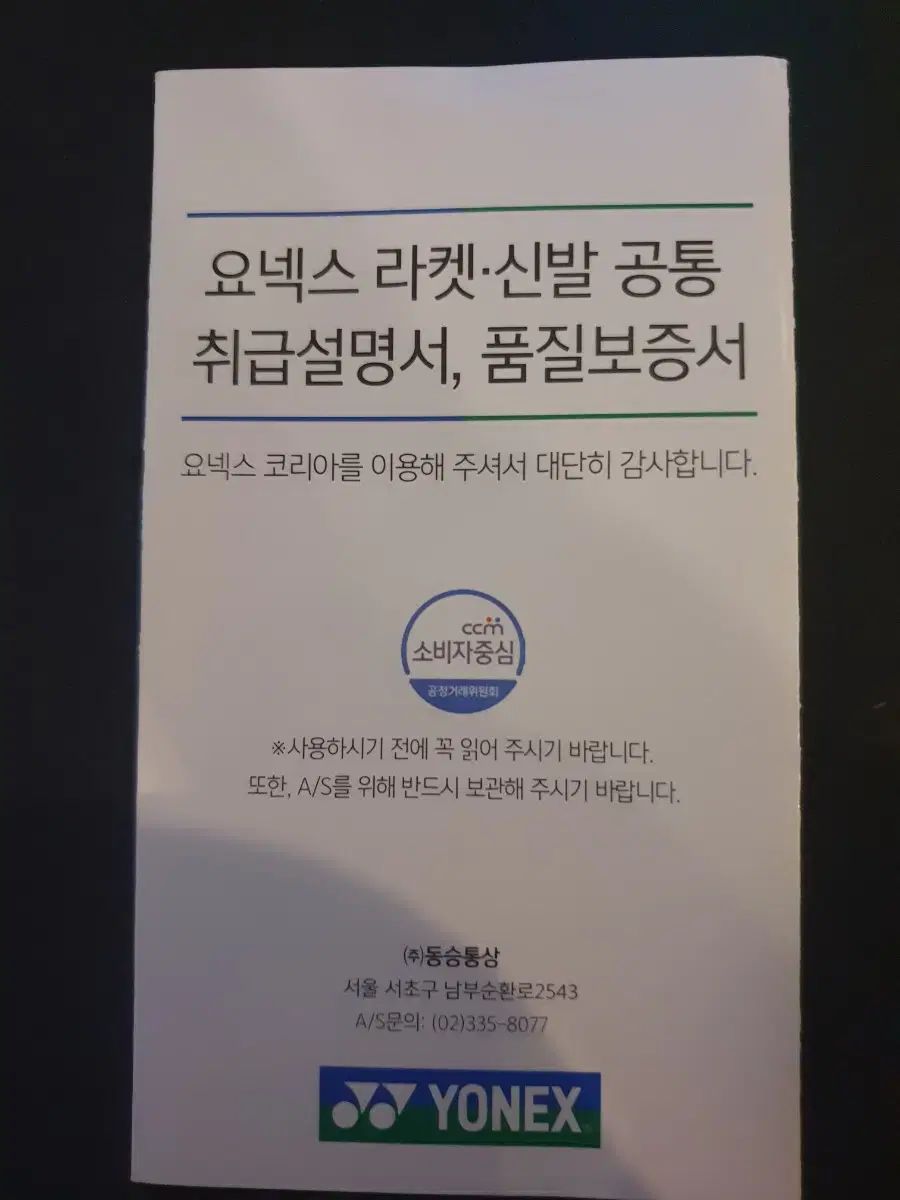 요넥스 라켓·신발 공통
취급설명서, 품질보증서
요넥스 코리아를 이용해 주셔서 대단히 감사합니다.
ccm
소비자중심
공정거래위원회
※사용하시기 전에 꼭 읽어 주시기 바랍니다.
또한, A/S를 위해 반드시 보관해 주시기 바랍니다.
㈜동승통상
서울 서초구 남부순환로2543
A/S문의: (02)335-8077
YONEX